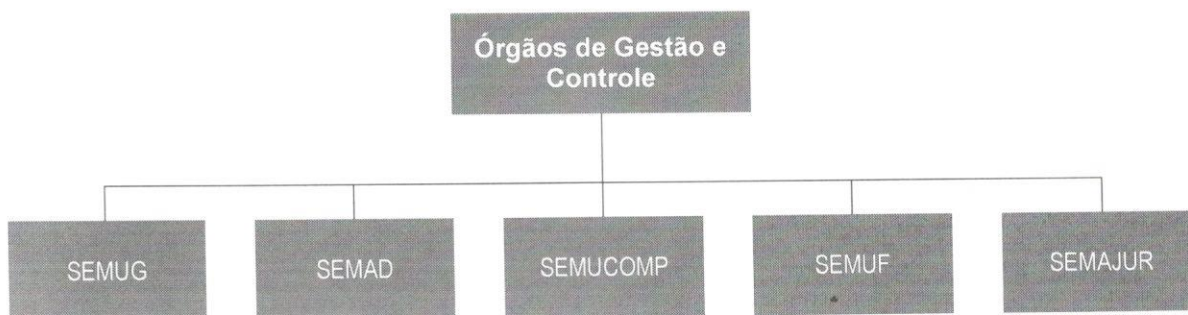 Órgãos de Gestão e
Controle
SEMUG
SEMAD
SEMUCOMP
SEMUF
SEMAJUR